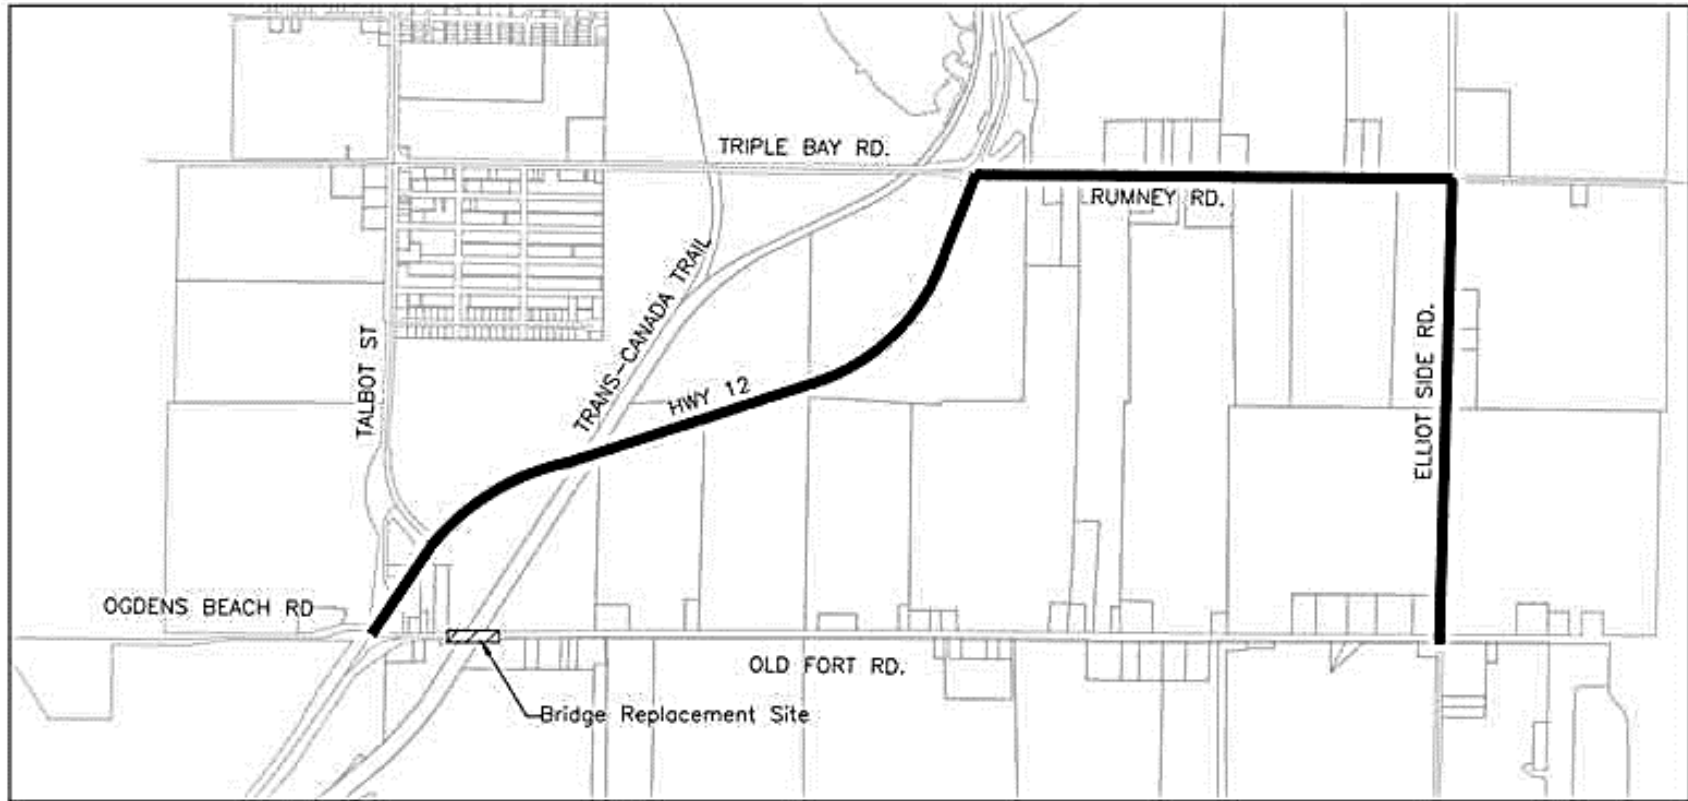 TRIPLE BAY RD.
RUMNEY RD.
TRANS-CANADA TRAIL
TALBOT ST
HWY 12
ELLIOT SIDE RD.
OGDENS BEACH RD
OLD FORT RD.
Bridge Replacement Site